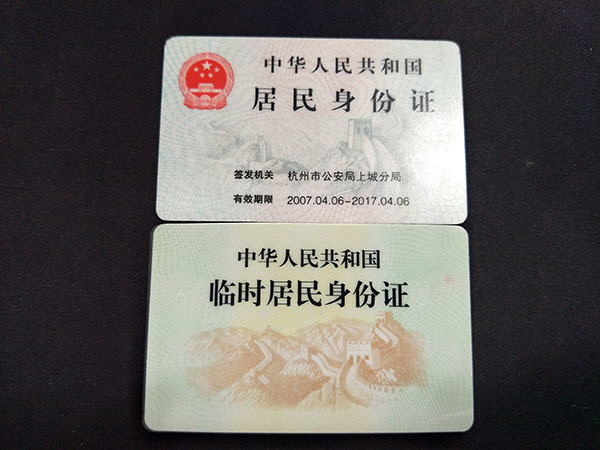 中华人民共和国
居民身份证
签发机关 杭州市公安局上城分局
有效期限 2007.04.06-2017.04.06
中华人民共和国
临时居民身份证